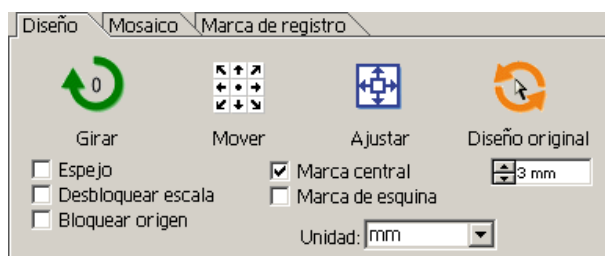 Diseño Mosaico Marca de registro
0
Girar Mover Ajustar Diseño original
Espejo Marca central 3 mm
Desbloquear escala Marca de esquina
Bloquear origen
Unidad: mm